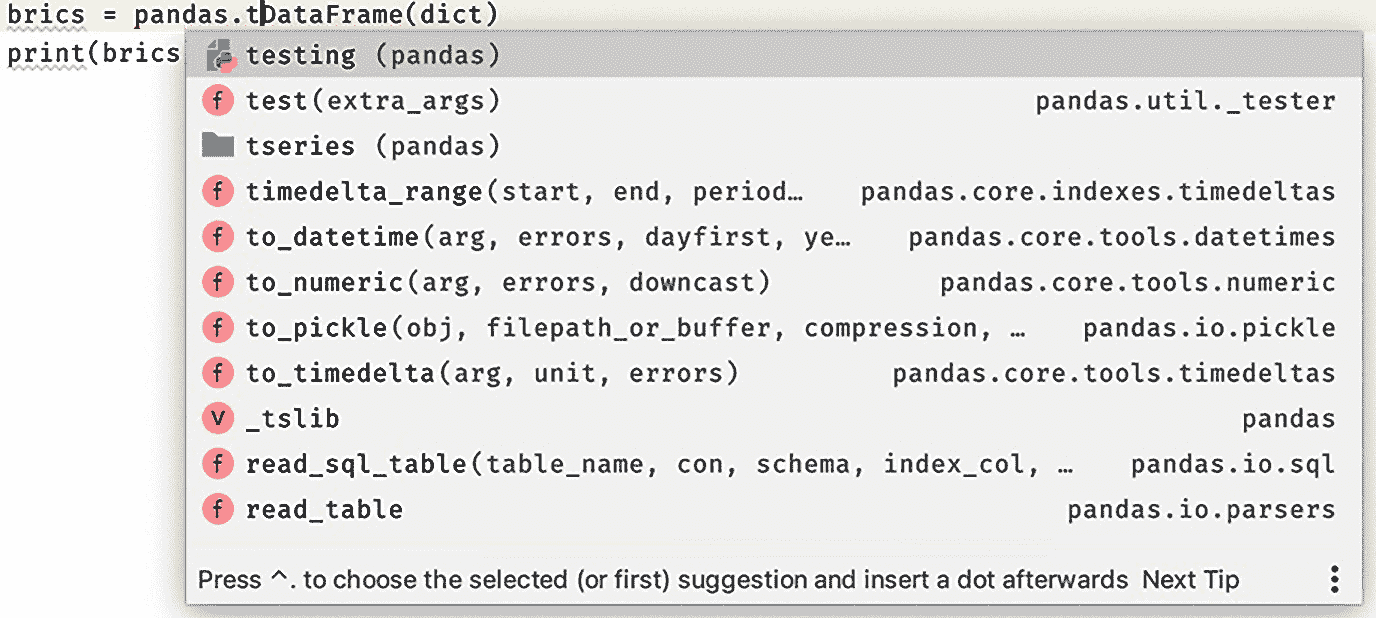 brics = pandas.tDataFrame(dict)
print(brics
testing (pandas)
f test(extra_args) pandas.util._tester
tseries (pandas)
f timedelta_range(start, end, period… pandas.core.indexes.timedeltas
f to_datetime(arg, errors, dayfirst, ye… pandas.core.tools.datetimes
f to_numeric(arg, errors, downcast) pandas.core.tools.numeric
f to_pickle(obj, filepath_or_buffer, compression, … pandas.io.pickle
f to_timedelta(arg, unit, errors) pandas.core.tools.timedeltas
V _tslib pandas
f read_sql_table(table_name, con, schema, index_col, … pandas.io.sql
f read_table pandas.io.parsers
Press ^. to choose the selected (or first) suggestion and insert a dot afterwards Next Tip